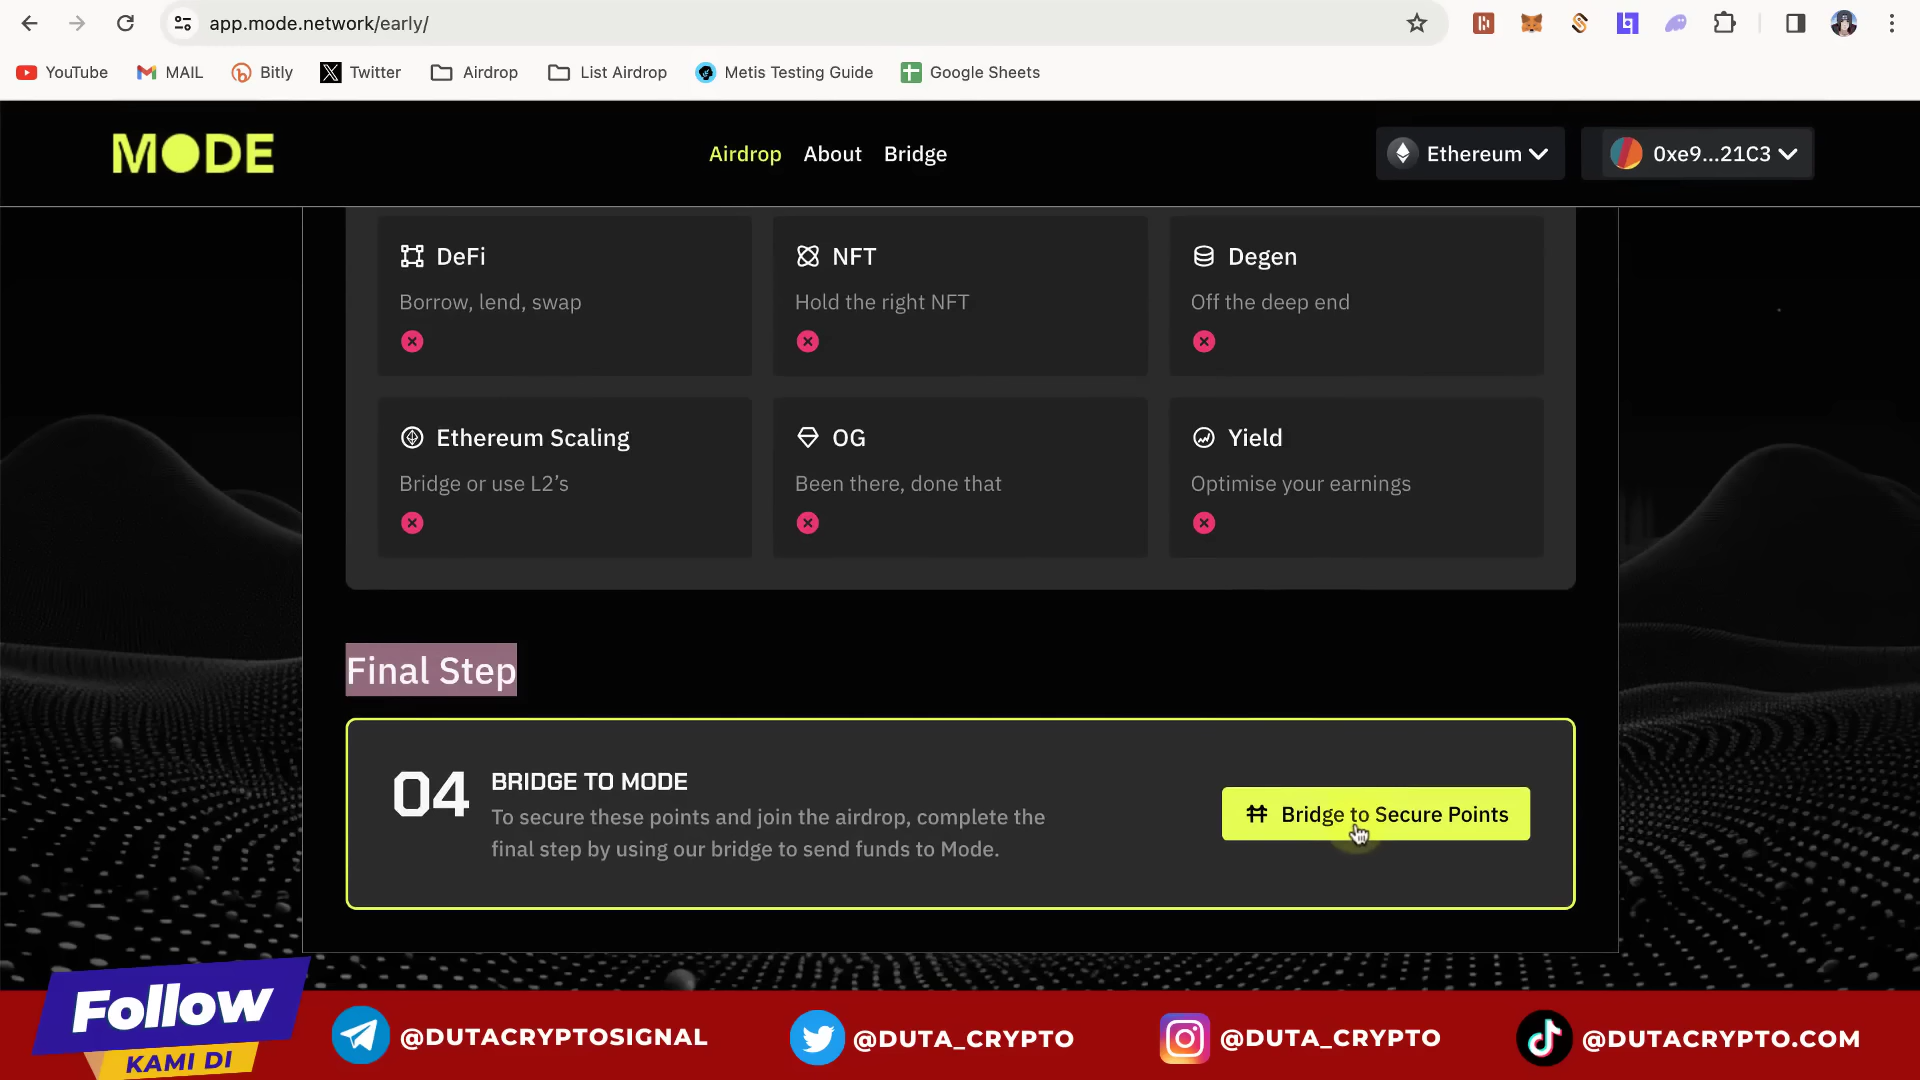 app.mode.network/early/
YouTube
MAIL
Bitly
Twitter
Airdrop
List Airdrop
Metis Testing Guide
Google Sheets
MODE
Airdrop
About
Bridge
Ethereum
0xe9...21C3
DeFi
Borrow, lend, swap
NFT
Hold the right NFT
Degen
Off the deep end
Ethereum Scaling
Bridge or use L2’s
OG
Been there, done that
Yield
Optimise your earnings
Final Step
04
BRIDGE TO MODE
To secure these points and join the airdrop, complete the
final step by using our bridge to send funds to Mode.
Bridge to Secure Points
Follow
KAMI DI
@DUTACRYPTOSIGNAL
@DUTA_CRYPTO
@DUTA_CRYPTO
@DUTACRYPTO.COM